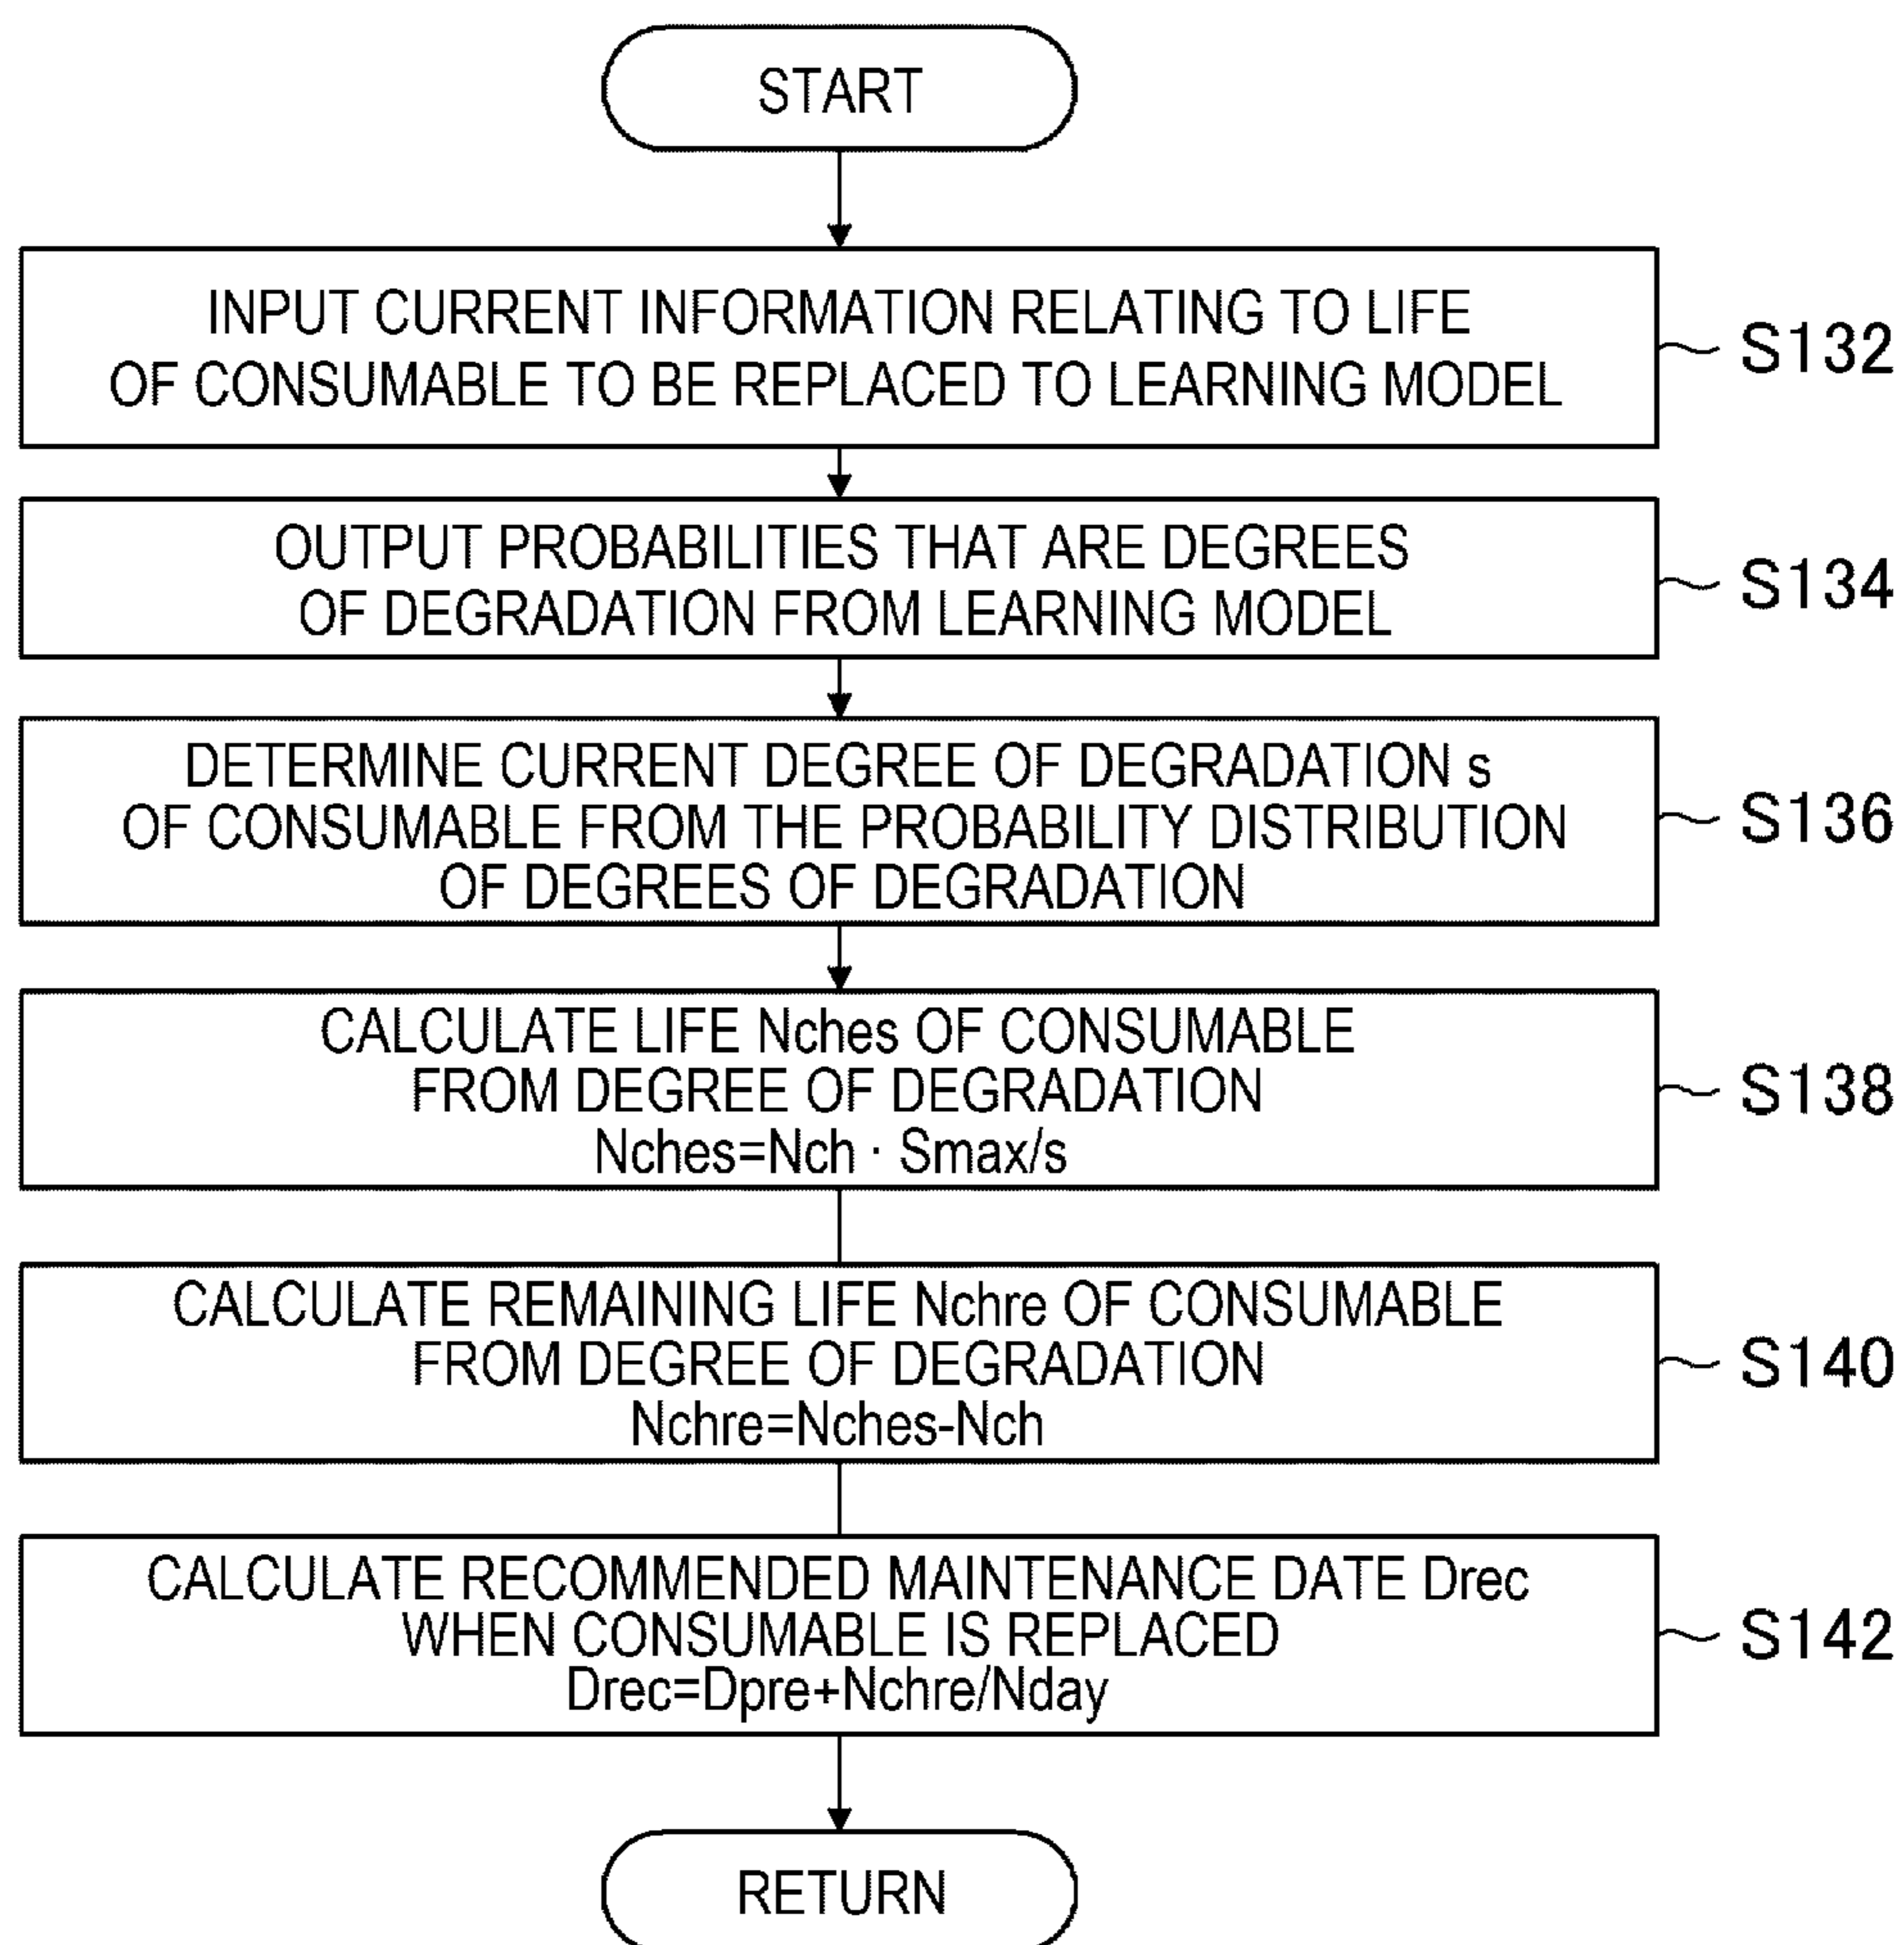 START
INPUT CURRENT INFORMATION RELATING TO LIFE
OF CONSUMABLE TO BE REPLACED TO LEARNING MODEL
S132
OUTPUT PROBABILITIES THAT ARE DEGREES
OF DEGRADATION FROM LEARNING MODEL
S134
DETERMINE CURRENT DEGREE OF DEGRADATION s
OF CONSUMABLE FROM THE PROBABILITY DISTRIBUTION
OF DEGREES OF DEGRADATION
S136
CALCULATE LIFE Nches OF CONSUMABLE
FROM DEGREE OF DEGRADATION
Nches=Nch · Smax/s
S138
CALCULATE REMAINING LIFE Nchre OF CONSUMABLE
FROM DEGREE OF DEGRADATION
Nchre=Nches-Nch
S140
CALCULATE RECOMMENDED MAINTENANCE DATE Drec
WHEN CONSUMABLE IS REPLACED
Drec=Dpre+Nchre/Nday
S142
RETURN